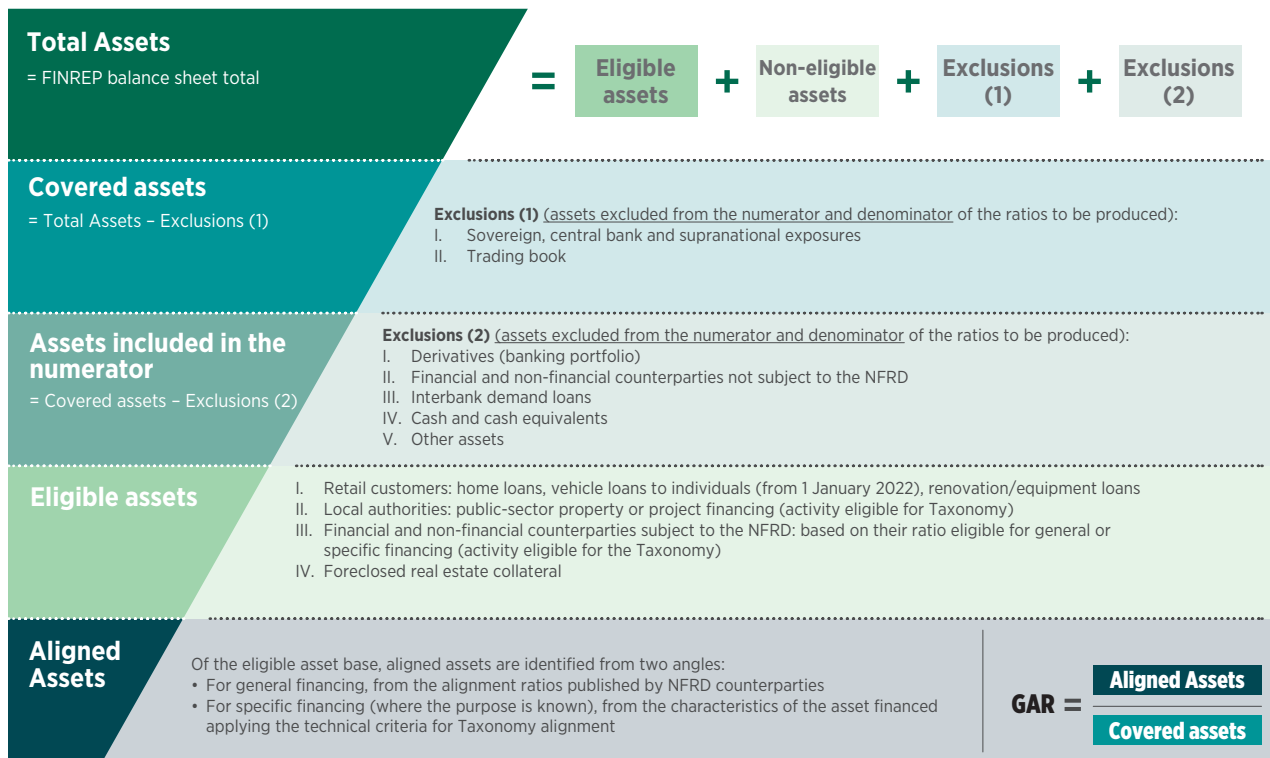 Total Assets
= FINREP balance sheet total
= Eligible assets + Non-eligible assets + Exclusions (1) + Exclusions (2)
Covered assets
= Total Assets – Exclusions (1)
Exclusions (1) (assets excluded from the numerator and denominator of the ratios to be produced):
I. Sovereign, central bank and supranational exposures
II. Trading book
Assets included in the
numerator
= Covered assets – Exclusions (2)
Exclusions (2) (assets excluded from the numerator and denominator of the ratios to be produced):
I. Derivatives (banking portfolio)
II. Financial and non-financial counterparties not subject to the NFRD
III. Interbank demand loans
IV. Cash and cash equivalents
V. Other assets
Eligible assets
I. Retail customers: home loans, vehicle loans to individuals (from 1 January 2022), renovation/equipment loans
II. Local authorities: public-sector property or project financing (activity eligible for Taxonomy)
III. Financial and non-financial counterparties subject to the NFRD: based on their ratio eligible for general or
specific financing (activity eligible for the Taxonomy)
IV. Foreclosed real estate collateral
Aligned
Assets
Of the eligible asset base, aligned assets are identified from two angles:
• For general financing, from the alignment ratios published by NFRD counterparties
• For specific financing (where the purpose is known), from the characteristics of the asset financed
applying the technical criteria for Taxonomy alignment
GAR =
Aligned Assets
Covered assets